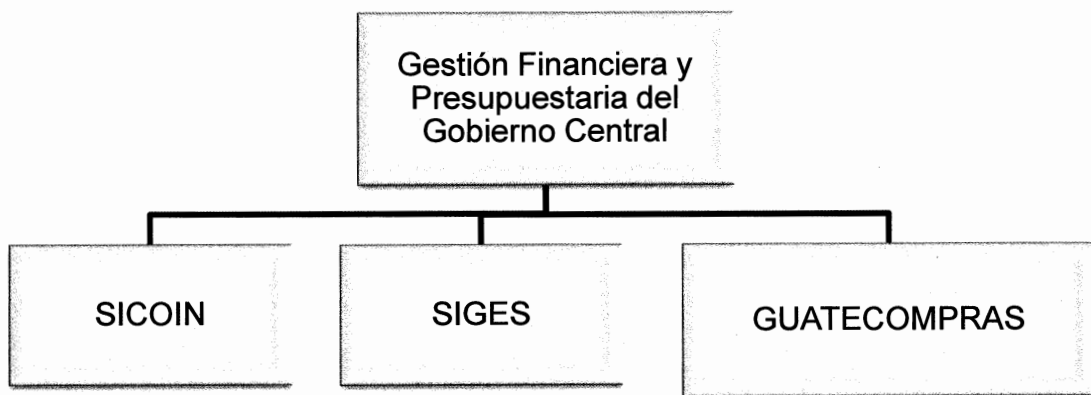 Gestión Financiera y
Presupuestaria del
Gobierno Central
SICOIN
SIGES
GUATECOMPRAS